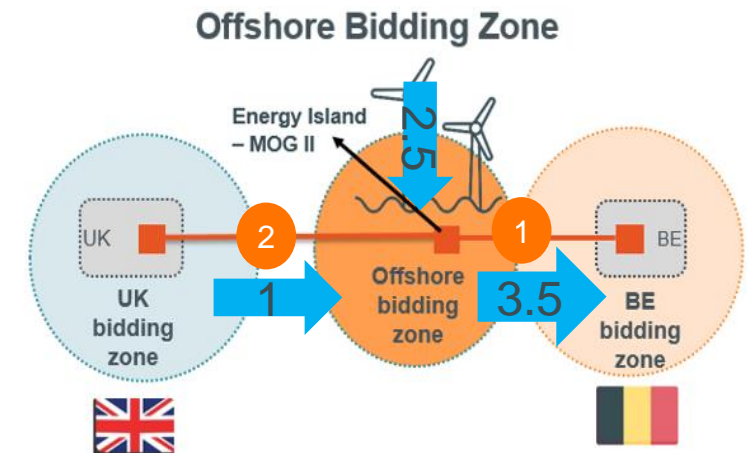 Offshore Bidding Zone
Energy Island
– MOG II
2.5
UK
2
1
BE
1
3.5
UK
bidding
zone
Offshore
bidding
zone
BE
bidding
zone